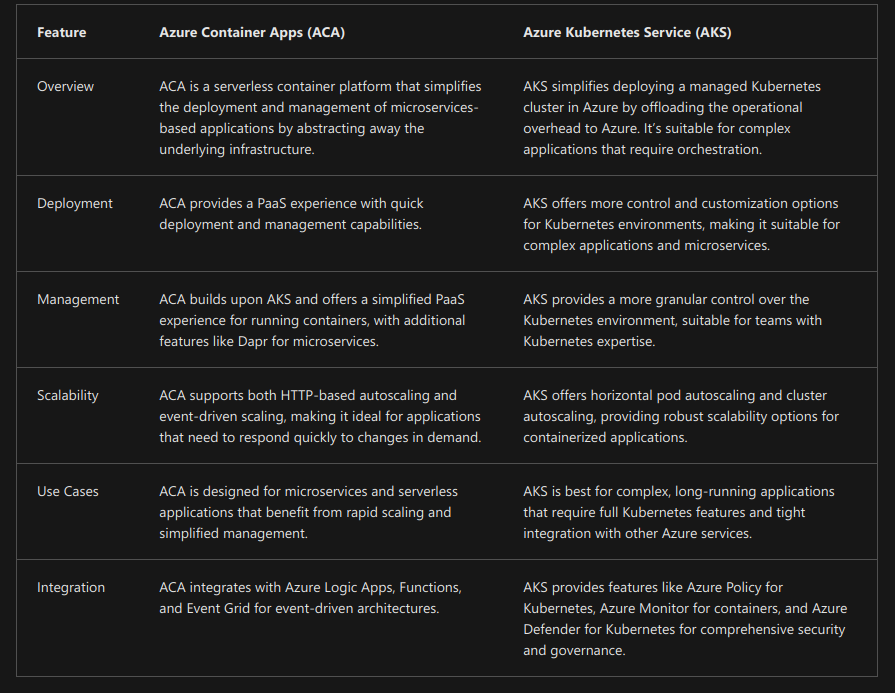 Feature
Azure Container Apps (ACA)
Azure Kubernetes Service (AKS)
Overview
ACA is a serverless container platform that simplifies
the deployment and management of microservices-
based applications by abstracting away the
underlying infrastructure.
AKS simplifies deploying a managed Kubernetes
cluster in Azure by offloading the operational
overhead to Azure. It’s suitable for complex
applications that require orchestration.
Deployment
ACA provides a PaaS experience with quick
deployment and management capabilities.
AKS offers more control and customization options
for Kubernetes environments, making it suitable for
complex applications and microservices.
Management
ACA builds upon AKS and offers a simplified PaaS
experience for running containers, with additional
features like Dapr for microservices.
AKS provides a more granular control over the
Kubernetes environment, suitable for teams with
Kubernetes expertise.
Scalability
ACA supports both HTTP-based autoscaling and
event-driven scaling, making it ideal for applications
that need to respond quickly to changes in demand.
AKS offers horizontal pod autoscaling and cluster
autoscaling, providing robust scalability options for
containerized applications.
Use Cases
ACA is designed for microservices and serverless
applications that benefit from rapid scaling and
simplified management.
AKS is best for complex, long-running applications
that require full Kubernetes features and tight
integration with other Azure services.
Integration
ACA integrates with Azure Logic Apps, Functions,
and Event Grid for event-driven architectures.
AKS provides features like Azure Policy for
Kubernetes, Azure Monitor for containers, and Azure
Defender for Kubernetes for comprehensive security
and governance.